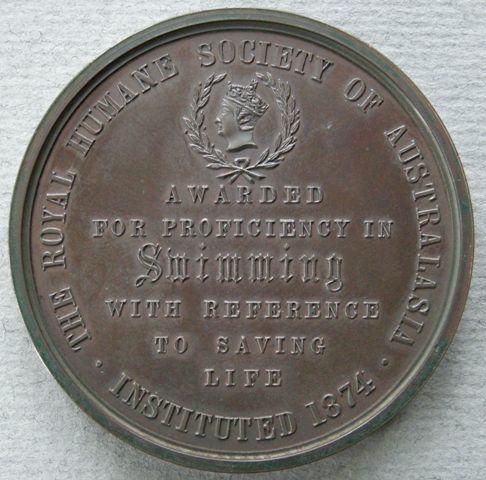 THE ROYAL HUMANE SOCIETY OF AUSTRALASIA
AWARDED
FOR PROFICIENCY IN
Swimming
WITH REFERENCE
TO SAVING
LIFE
· INSTITUTED 1874 ·